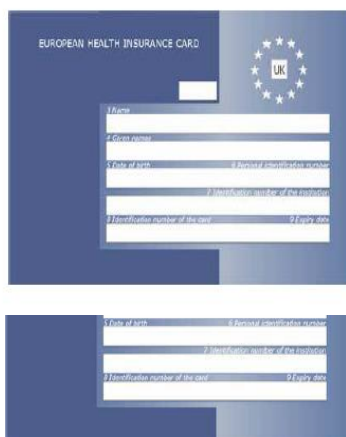 EUROPEAN HEALTH INSURANCE CARD
UK
3 Name
4 Given names
5 Date of birth 6 Personal identification number
7 Identification number of the institution
8 Identification number of the card 9 Expiry date
5 Date of birth 6 Personal identification number
7 Identification number of the institution
8 Identification number of the card 9 Expiry date